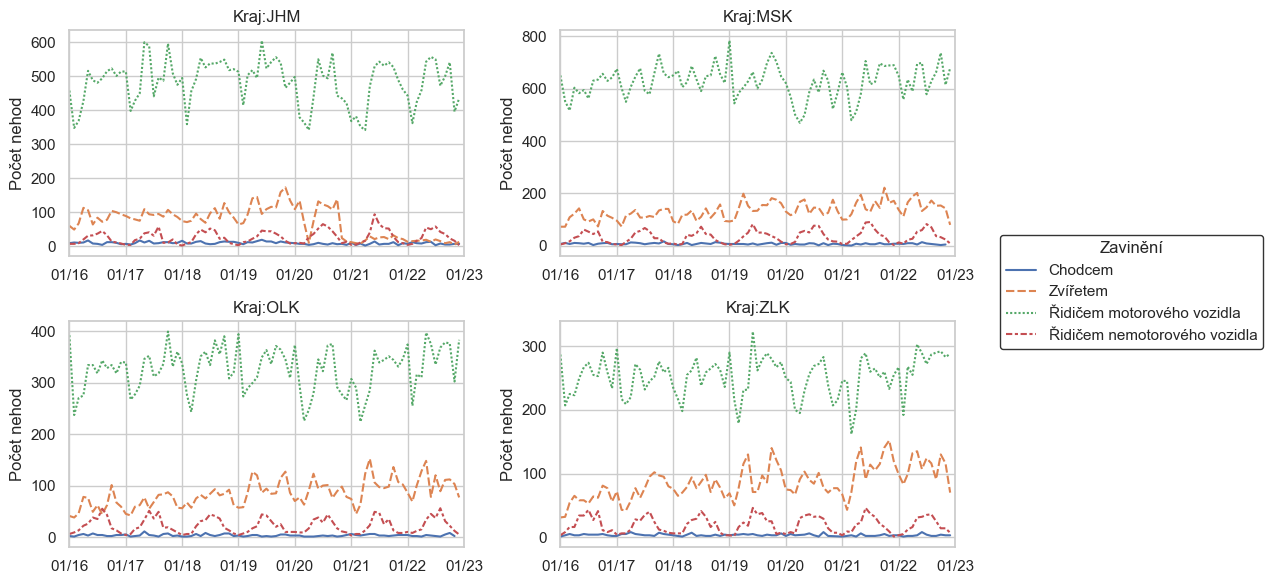 Kraj:JHM
600
500
400
300
200
100
0
Počet nehod
01/16 01/17 01/18 01/19 01/20 01/21 01/22 01/23
Kraj:MSK
800
600
400
200
0
Počet nehod
01/16 01/17 01/18 01/19 01/20 01/21 01/22 01/23
Zavinění
Chodcem
Zvířetem
Řidičem motorového vozidla
Řidičem nemotorového vozidla
Kraj:OLK
400
300
200
100
0
Počet nehod
01/16 01/17 01/18 01/19 01/20 01/21 01/22 01/23
Kraj:ZLK
300
200
100
0
Počet nehod
01/16 01/17 01/18 01/19 01/20 01/21 01/22 01/23